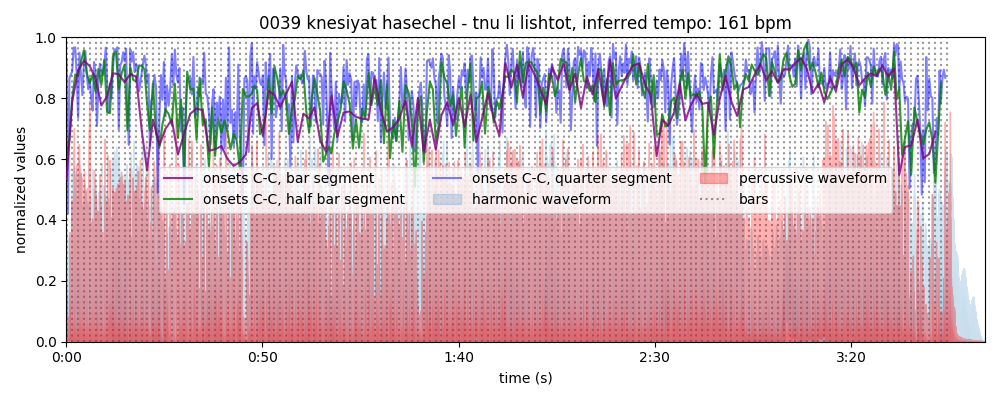 0039 knesiyat hasechel - tnu li lishtot, inferred tempo: 161 bpm
1.0
0.8
0.6
0.4
0.2
0.0
normalized values
onsets C-C, bar segment
onsets C-C, half bar segment
onsets C-C, quarter segment
harmonic waveform
percussive waveform
bars
0:00 0:50 1:40 2:30 3:20
time (s)